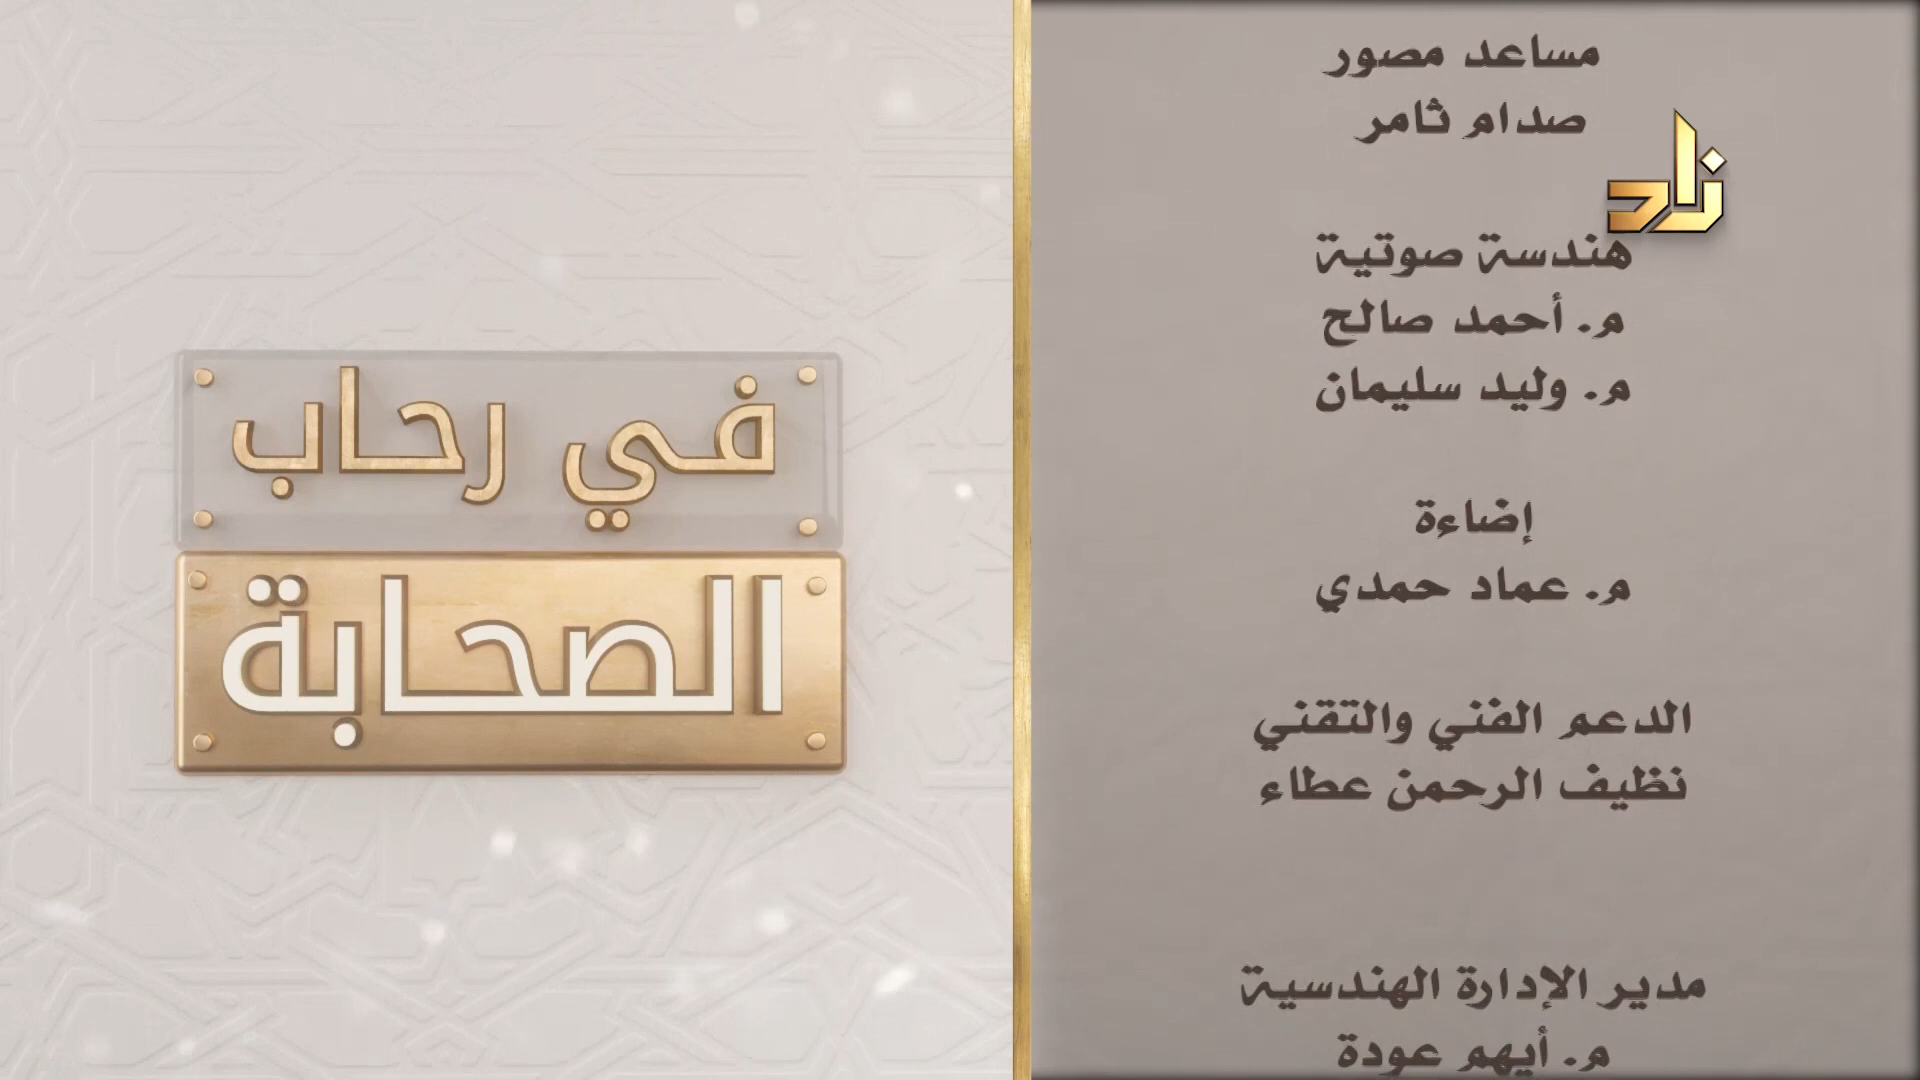 في رحاب
الصحابة
مساعد مصور
صدام ثامر
زاد
هندسة صوتية
م. أحمد صالح
م. وليد سليمان
إضاءة
م. عماد حمدي
الدعم الفني والتقني
نظيف الرحمن عطاء
مدير الإدارة الهندسية
م. أيهم عودة